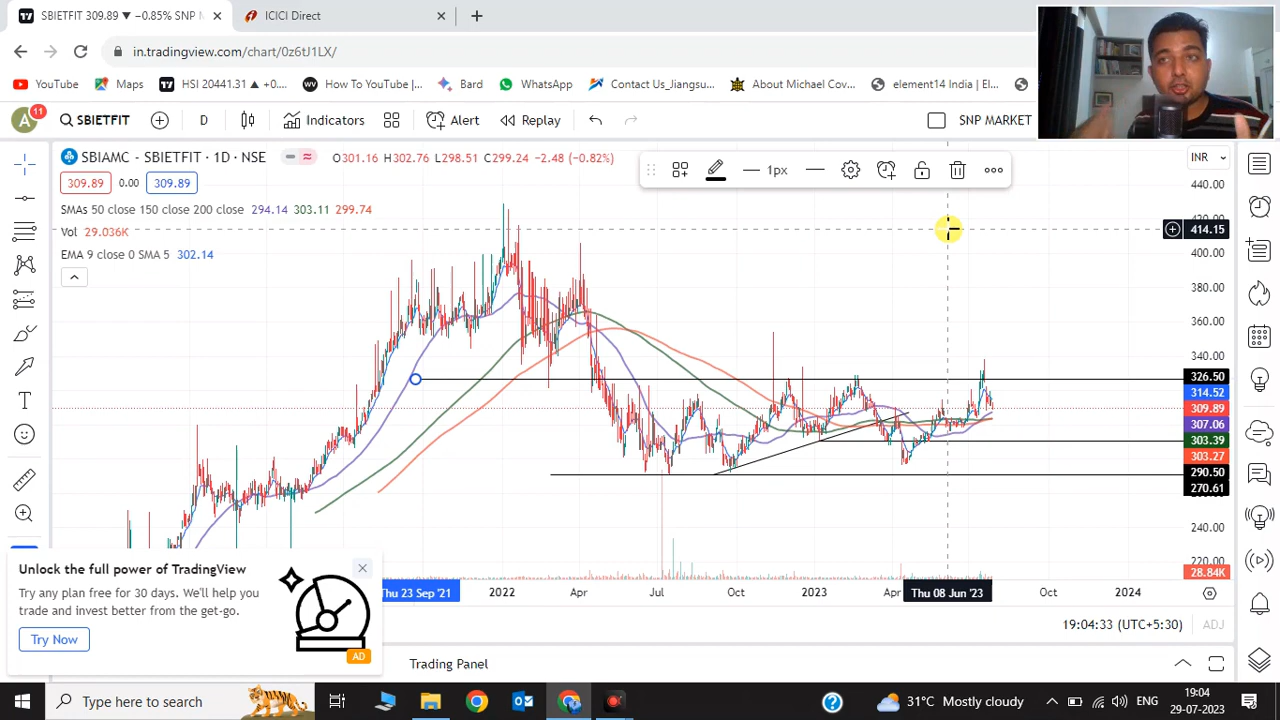 SBIETFIT 309.89 ▼ −0.85% SNP
ICICI Direct
in.tradingview.com/chart/0z6tJ1LX/
YouTube
Maps
HSI 20441.31 ▲ +0...
How To YouTube |...
Bard
WhatsApp
Contact_Us_Jiangsu...
About Michael Cov...
element14 India | El...
A
11
SBIETFIT
D
Indicators
Alert
Replay
SNP MARKET
SBIAMC - SBIETFIT · 1D · NSE
O301.16 H302.76 L298.51 C299.24 −2.48 (−0.82%)
1px
INR
309.89
0.00
309.89
SMAs 50 close 150 close 200 close 294.14 303.11 299.74
Vol 29.036K
EMA 9 close 0 SMA 5 302.14
440.00
414.15
400.00
380.00
360.00
340.00
326.50
314.52
309.89
307.06
303.39
303.27
290.50
270.61
240.00
220.00
28.84K
Unlock the full power of TradingView
Try any plan free for 30 days. We'll help you
trade and invest better from the get-go.
Try Now
AD
Thu 23 Sep '21
2022
Apr
Jul
Oct
2023
Apr
Thu 08 Jun '23
Oct
2024
19:04:33 (UTC+5:30)
ADJ
Trading Panel
Type here to search
31°C Mostly cloudy
ENG
19:04
29-07-2023